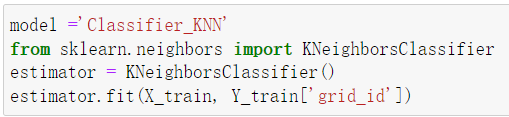 model ='Classifier_KNN'
from sklearn.neighbors import KNeighborsClassifier
estimator = KNeighborsClassifier()
estimator.fit(X_train, Y_train['grid_id'])